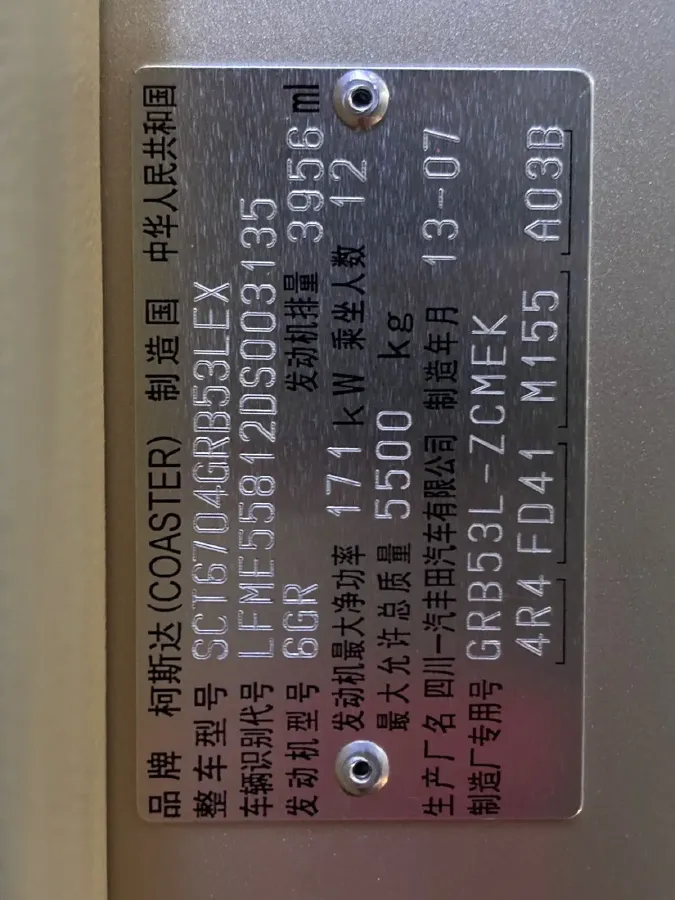 品牌 柯斯达(COASTER) 制造国 中华人民共和国
整车型号 SCT6704GRB53LEX
车辆识别代号 LFME55812DS003135
发动机型号 6GR 发动机排量 3956 ml
发动机最大净功率 171 kW 乘坐人数 12
最大允许总质量 5500 kg
生产厂名 四川一汽丰田汽车有限公司 制造年月 13-07
制造厂专用号 GRB53L-ZCMEK
4R4 FD41 M155 A03B